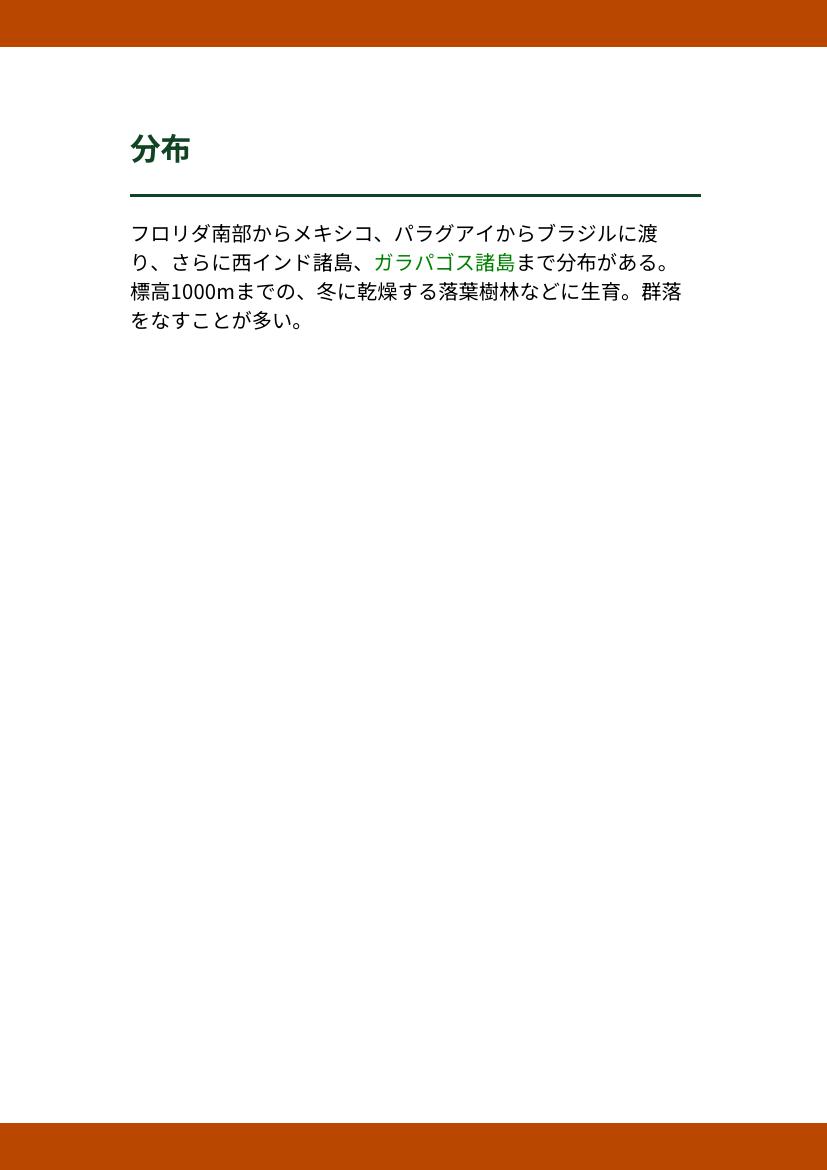 分布
フロリダ南部からメキシコ、パラグアイからブラジルに渡
り、さらに西インド諸島、ガラパゴス諸島まで分布がある。
標高1000mまでの、冬に乾燥する落葉樹林などに生育。群落
をなすことが多い。